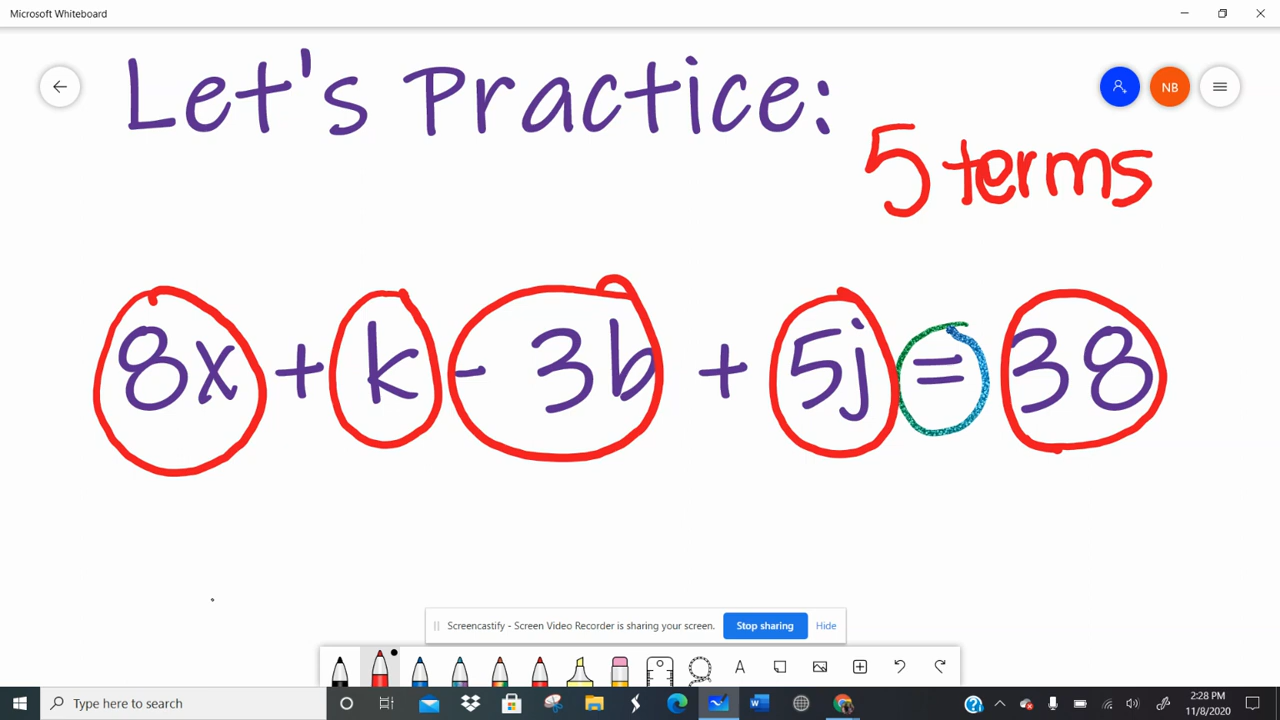 Microsoft Whiteboard
Let's Practice:
NB
5 terms
8x + k - 3b + 5j = 38
Screencastify - Screen Video Recorder is sharing your screen.
Stop sharing
Hide
A
Type here to search
2:28 PM
11/8/2020